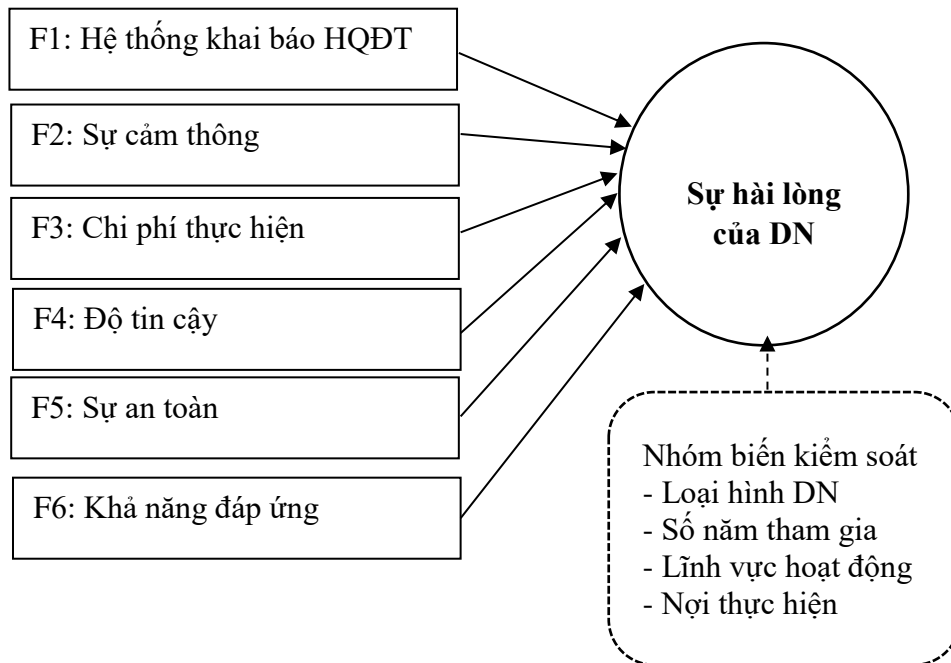 F1: Hệ thống khai báo HQĐT
F2: Sự cảm thông
F3: Chi phí thực hiện
F4: Độ tin cậy
F5: Sự an toàn
F6: Khả năng đáp ứng
Sự hài lòng
của DN
Nhóm biến kiểm soát
- Loại hình DN
- Số năm tham gia
- Lĩnh vực hoạt động
- Nợi thực hiện